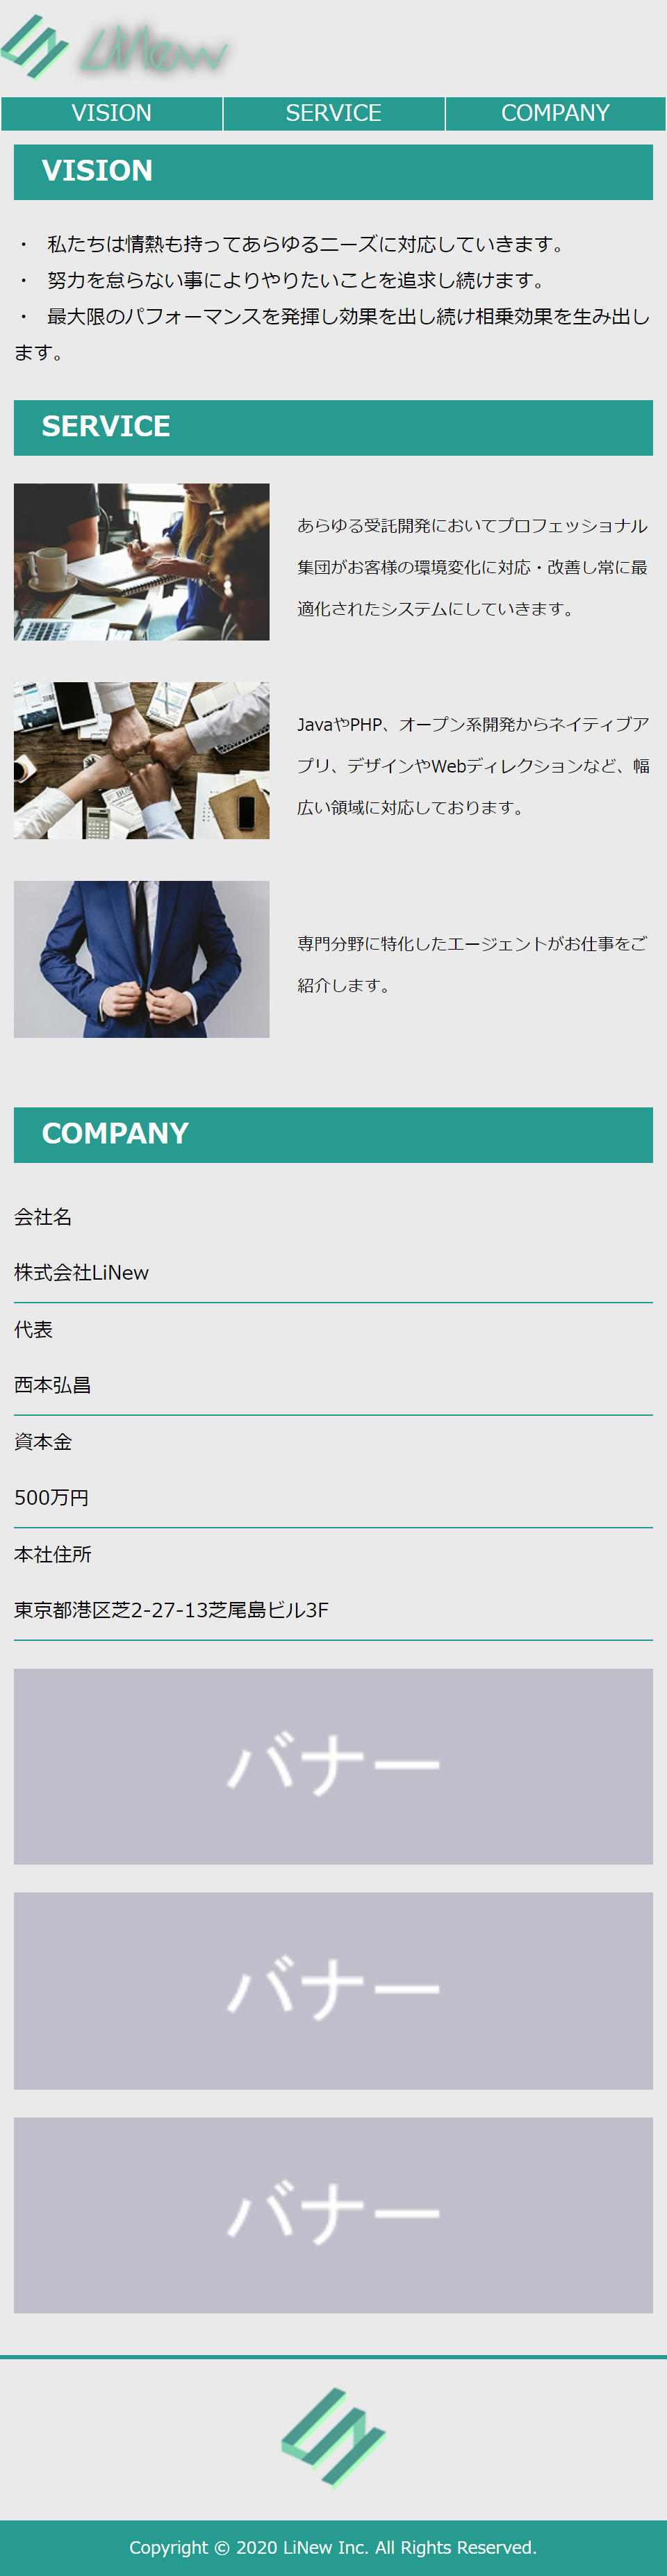 LiNew
VISION SERVICE COMPANY
VISION
・ 私たちは情熱も持ってあらゆるニーズに対応していきます。
・ 努力を怠らない事によりやりたいことを追求し続けます。
・ 最大限のパフォーマンスを発揮し効果を出し続け相乗効果を生み出し
ます。
SERVICE
あらゆる受託開発においてプロフェッショナル
集団がお客様の環境変化に対応・改善し常に最
適化されたシステムにしていきます。
JavaやPHP、オープン系開発からネイティブア
プリ、デザインやWebディレクションなど、幅
広い領域に対応しております。
専門分野に特化したエージェントがお仕事をご
紹介します。
COMPANY
会社名
株式会社LiNew
代表
西本弘昌
資本金
500万円
本社住所
東京都港区芝2-27-13芝尾島ビル3F
バナー
バナー
バナー
Copyright © 2020 LiNew Inc. All Rights Reserved.